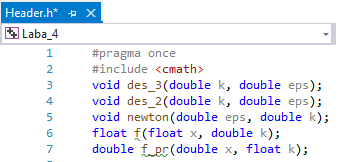 Header.h*
Laba_4
1 #pragma once
2 #include <cmath>
3 void des_3(double k, double eps);
4 void des_2(double k, double eps);
5 void newton(double eps, double k);
6 float f(float x, double k);
7 double f_pr(double x, float k);